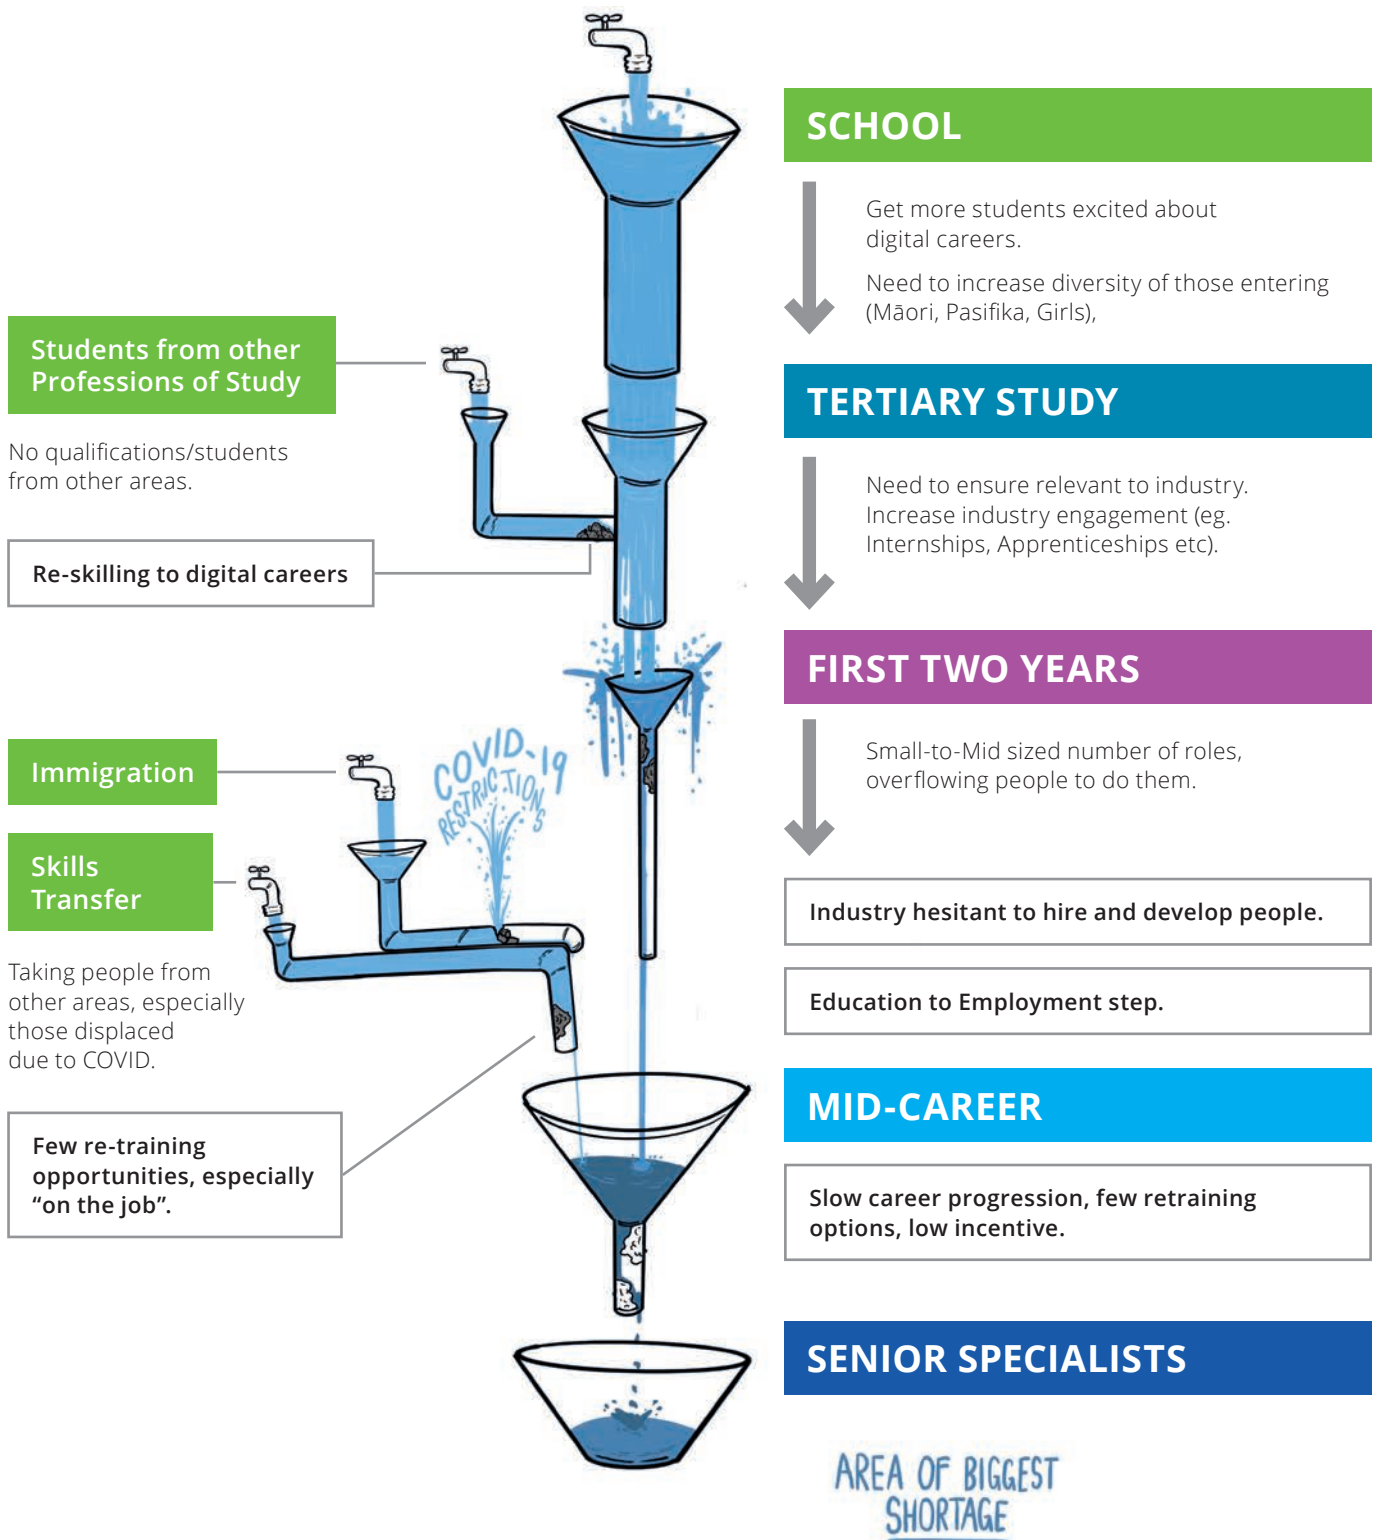 SCHOOL
Get more students excited about
digital careers.
Need to increase diversity of those entering
(Māori, Pasifika, Girls),
Students from other
Professions of Study
No qualifications/students
from other areas.
Re-skilling to digital careers
TERTIARY STUDY
Need to ensure relevant to industry.
Increase industry engagement (eg.
Internships, Apprenticeships etc).
FIRST TWO YEARS
Small-to-Mid sized number of roles,
overflowing people to do them.
Immigration
COVID-19
RESTRICTIONS
Skills
Transfer
Taking people from
other areas, especially
those displaced
due to COVID.
Few re-training
opportunities, especially
“on the job”.
Industry hesitant to hire and develop people.
Education to Employment step.
MID-CAREER
Slow career progression, few retraining
options, low incentive.
SENIOR SPECIALISTS
AREA OF BIGGEST
SHORTAGE